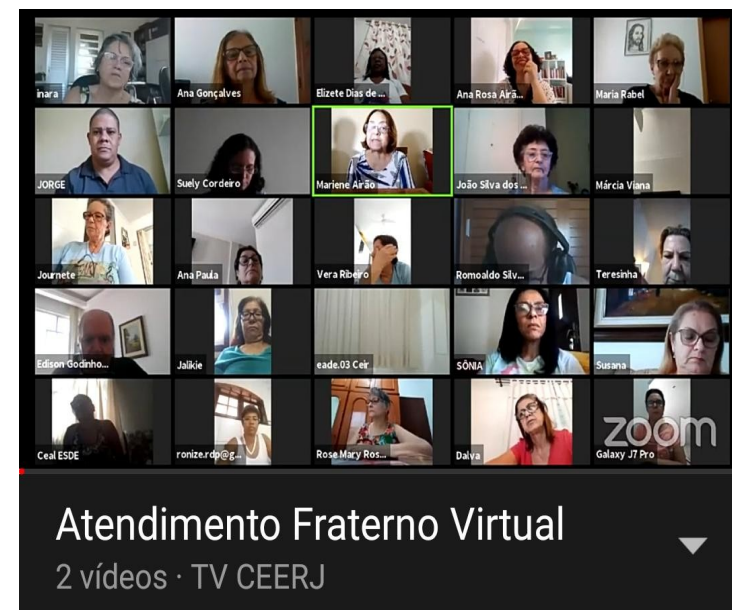 inara
Ana Gonçalves
Elizete Dias de ...
Ana Rosa Airã...
Maria Rabel
JORGE
Suely Cordeiro
Mariene Airão
João Silva dos ...
Márcia Viana
Journete
Ana Paula
Vera Ribeiro
Romoaldo Silv...
Teresinha
Edison Godinho...
Jalikie
eade.03 Ceir
SÔNIA
Susana
Ceal ESDE
ronize.rdp@g...
Rose Mary Ros...
Dalva
zoom
Galaxy J7 Pro
Atendimento Fraterno Virtual
2 vídeos · TV CEERJ